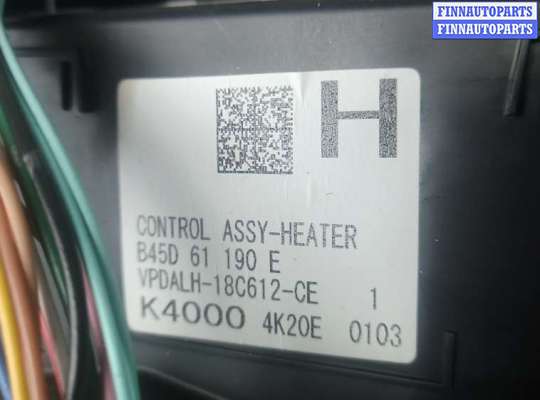 FINNAUTOPARTS
FINNAUTOPARTS
H
CONTROL ASSY-HEATER
B45D 61 190 E
VPDALH-18C612-CE 1
K4000 4K20E 0103